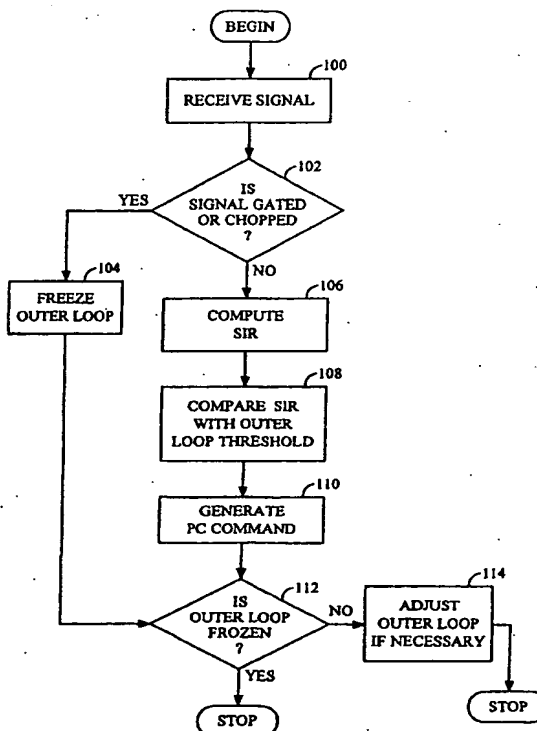 BEGIN
100
RECEIVE SIGNAL
102
YES
IS
SIGNAL GATED
OR CHOPPED
?
104
NO
FREEZE
OUTER LOOP
106
COMPUTE
SIR
108
COMPARE SIR
WITH OUTER
LOOP THRESHOLD
110
GENERATE
PC COMMAND
112
IS
OUTER LOOP
FROZEN
?
NO
114
ADJUST
OUTER LOOP
IF NECESSARY
YES
STOP
STOP